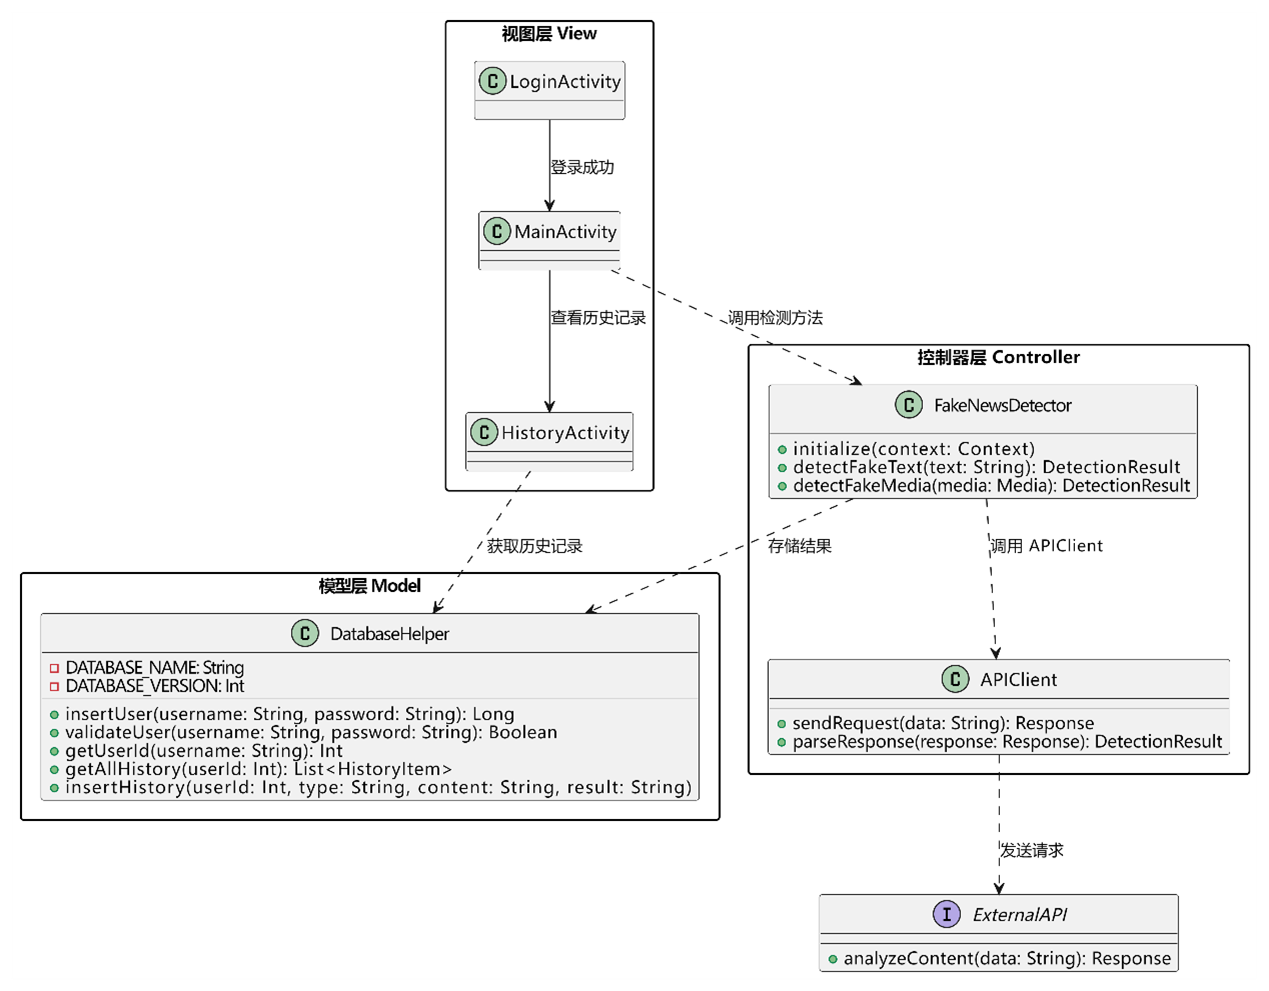 视图层 View
C LoginActivity
登录成功
C MainActivity
查看历史记录
调用检测方法
C HistoryActivity
控制器层 Controller
C FakeNewsDetector
initialize(context: Context)
detectFakeText(text: String): DetectionResult
detectFakeMedia(media: Media): DetectionResult
获取历史记录
存储结果
调用 APIClient
模型层 Model
C DatabaseHelper
DATABASE_NAME: String
DATABASE_VERSION: Int
insertUser(username: String, password: String): Long
validateUser(username: String, password: String): Boolean
getUserId(username: String): Int
getAllHistory(userId: Int): List<HistoryItem>
insertHistory(userId: Int, type: String, content: String, result: String)
C APIClient
sendRequest(data: String): Response
parseResponse(response: Response): DetectionResult
发送请求
I ExternalAPI
analyzeContent(data: String): Response